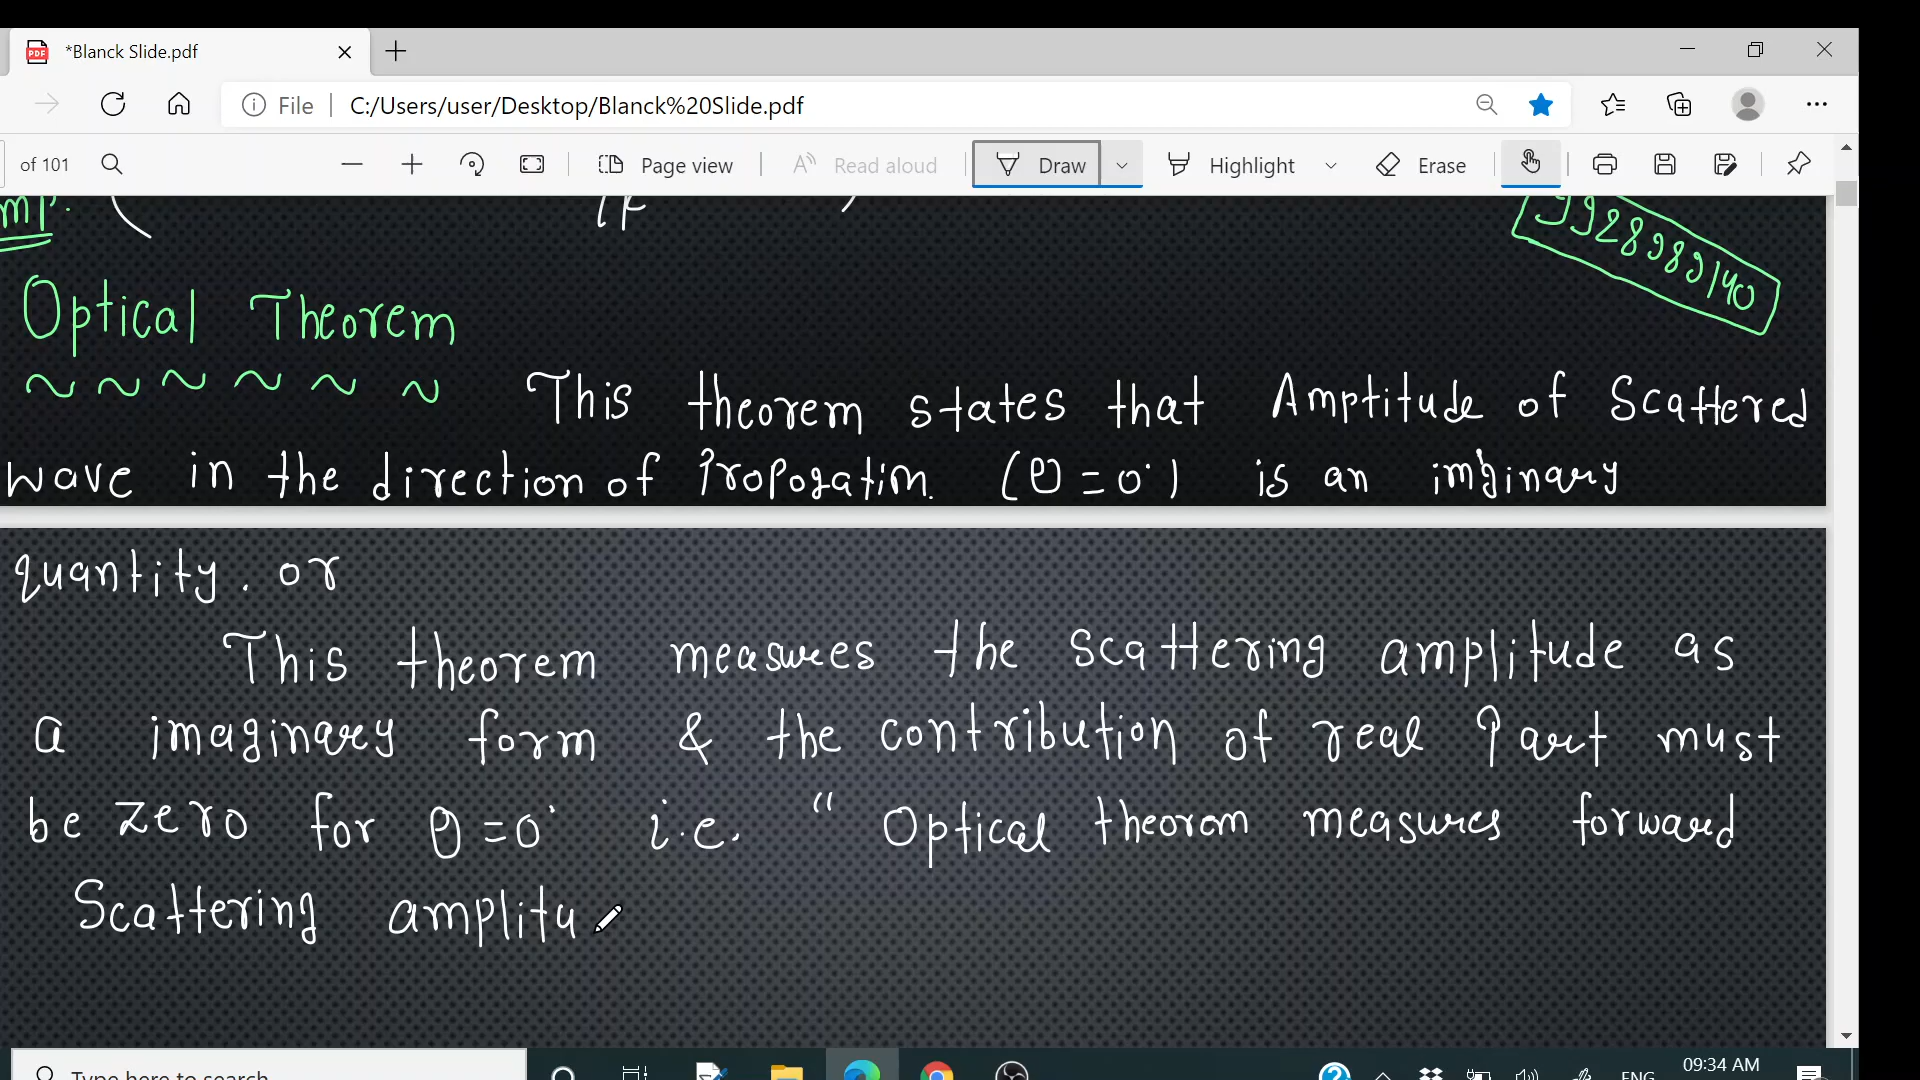 *Blanck Slide.pdf
File | C:/Users/user/Desktop/Blanck%20Slide.pdf
of 101 Page view Read aloud Draw Highlight Erase
Imp.
9928989140
Optical Theorem
This theorem states that Amptitude of Scattered
wave in the direction of Propogation. (θ = 0°) is an imginary
quantity. or
This theorem measures the scattering amplitude as
a imaginary form & the contribution of real Part must
be zero for θ = 0° i.e. " Optical theorem measures forward
Scattering amplitu
Type here to search
ENG
09:34 AM